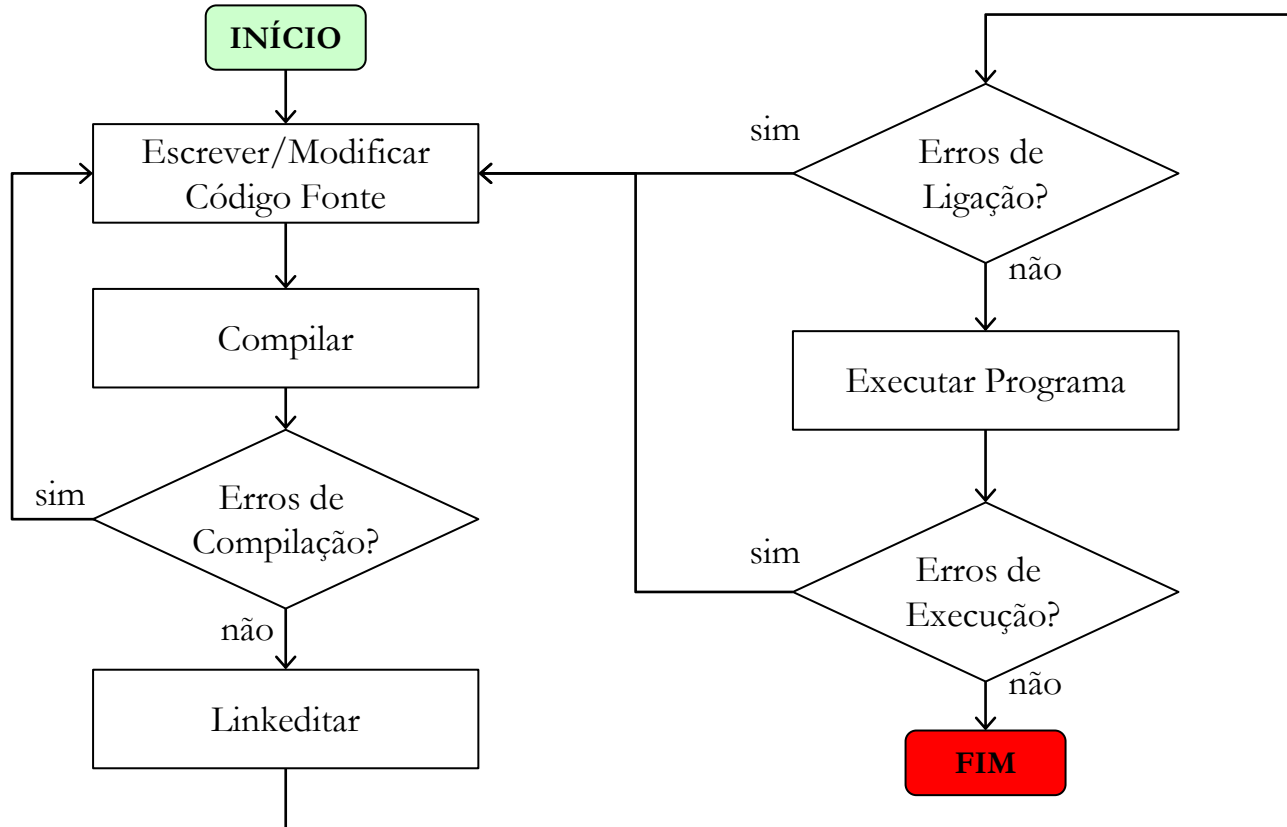 INÍCIO
Escrever/Modificar
Código Fonte
Compilar
sim
Erros de
Compilação?
não
Linkeditar
sim
Erros de
Ligação?
não
Executar Programa
sim
Erros de
Execução?
não
FIM